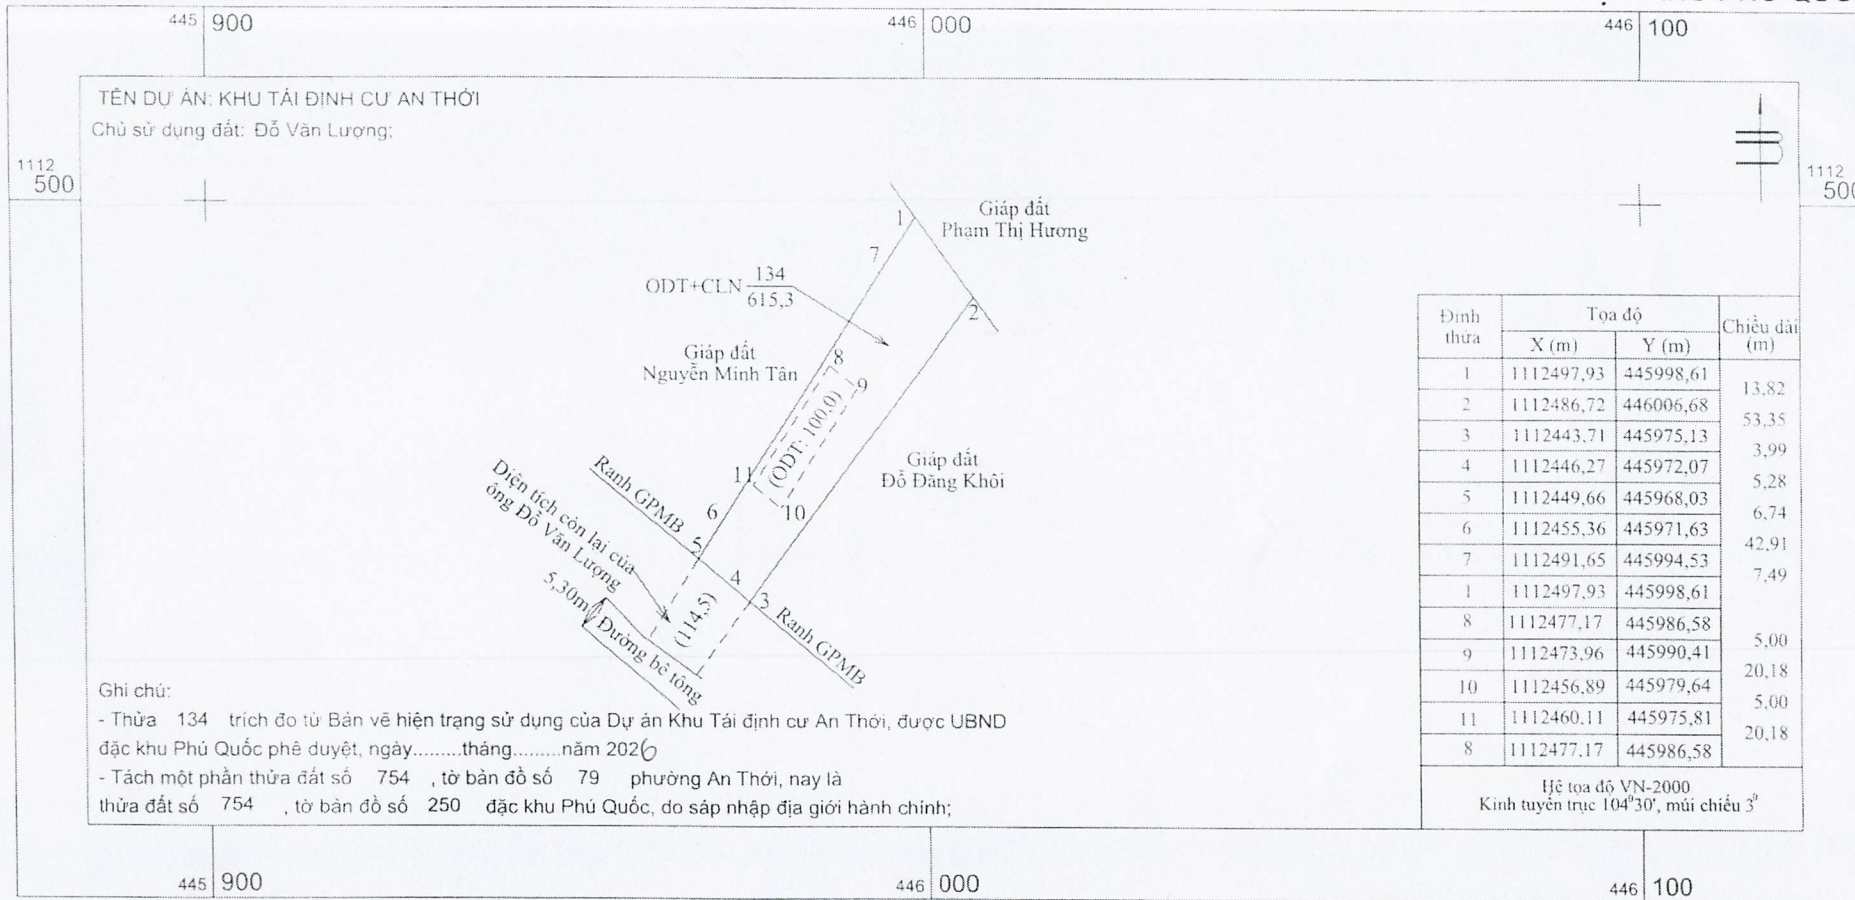 445 900
446 000
446 100
TÊN DỰ ÁN: KHU TÁI ĐỊNH CƯ AN THỚI
Chủ sử dụng đất: Đỗ Văn Lượng;
1112
500
1112
500
1
Giáp đất
Phạm Thị Hương
7
ODT+CLN 134
615,3
2
Giáp đất
Nguyễn Minh Tân
8
9
(ODT: 100,0)
Giáp đất
Đỗ Đăng Khôi
11
10
Ranh GPMB
6
Diện tích còn lại của
ông Đỗ Văn Lượng
5
4
3
5,30m
(114,5)
Đường bê tông
Ranh GPMB
Đỉnh thửa Tọa độ Chiều dài (m)
X (m) Y (m)
1 1112497,93 445998,61
13,82
2 1112486,72 446006,68
53,35
3 1112443,71 445975,13
3,99
4 1112446,27 445972,07
5,28
5 1112449,66 445968,03
6,74
6 1112455,36 445971,63
42,91
7 1112491,65 445994,53
7,49
1 1112497,93 445998,61
8 1112477,17 445986,58
5,00
9 1112473,96 445990,41
20,18
10 1112456,89 445979,64
5,00
11 1112460,11 445975,81
20,18
8 1112477,17 445986,58
Hệ tọa độ VN-2000
Kinh tuyến trục 104⁰30', múi chiếu 3⁰
Ghi chú:
- Thửa 134 trích đo từ Bản vẽ hiện trạng sử dụng của Dự án Khu Tái định cư An Thới, được UBND
đặc khu Phú Quốc phê duyệt, ngày.........tháng.........năm 2026
- Tách một phần thửa đất số 754 , tờ bản đồ số 79 phường An Thới, nay là
thửa đất số 754 , tờ bản đồ số 250 đặc khu Phú Quốc, do sáp nhập địa giới hành chính;
445 900
446 000
446 100